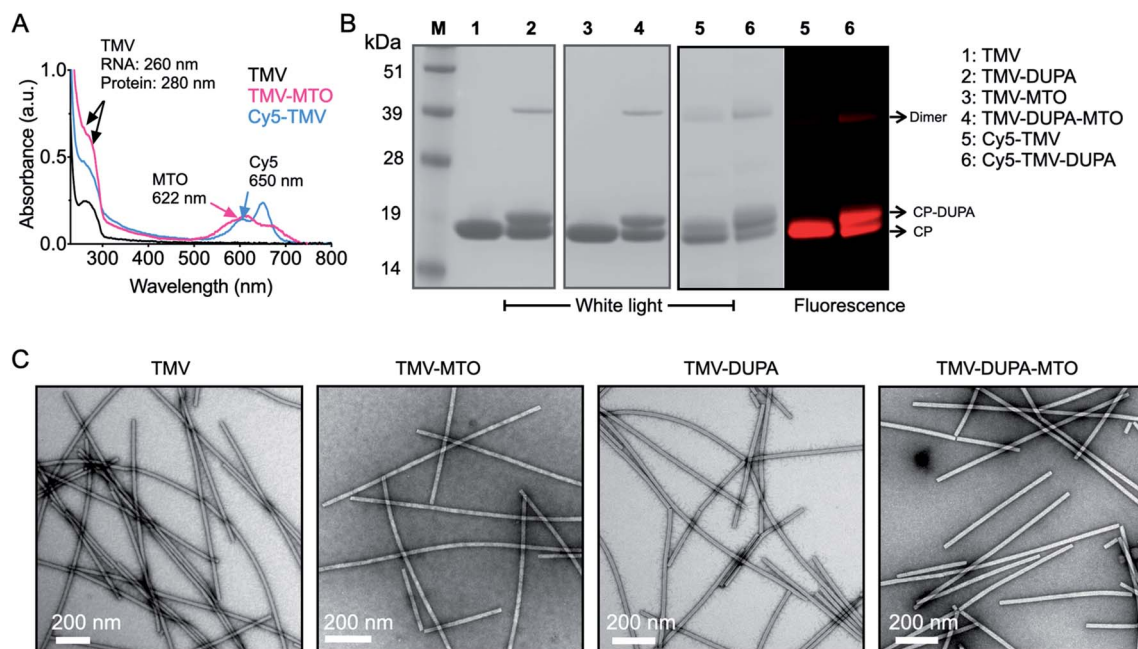 A
TMV
RNA: 260 nm
Protein: 280 nm
TMV
TMV-MTO
Cy5-TMV
MTO
622 nm
Cy5
650 nm
Absorbance (a.u.)
1.0
0.5
0.0
300 400 500 600 700 800
Wavelength (nm)
B
kDa
M 1 2 3 4 5 6 5 6
51
39
28
19
14
Dimer
CP-DUPA
CP
White light
Fluorescence
1: TMV
2: TMV-DUPA
3: TMV-MTO
4: TMV-DUPA-MTO
5: Cy5-TMV
6: Cy5-TMV-DUPA
C
TMV
TMV-MTO
TMV-DUPA
TMV-DUPA-MTO
200 nm
200 nm
200 nm
200 nm